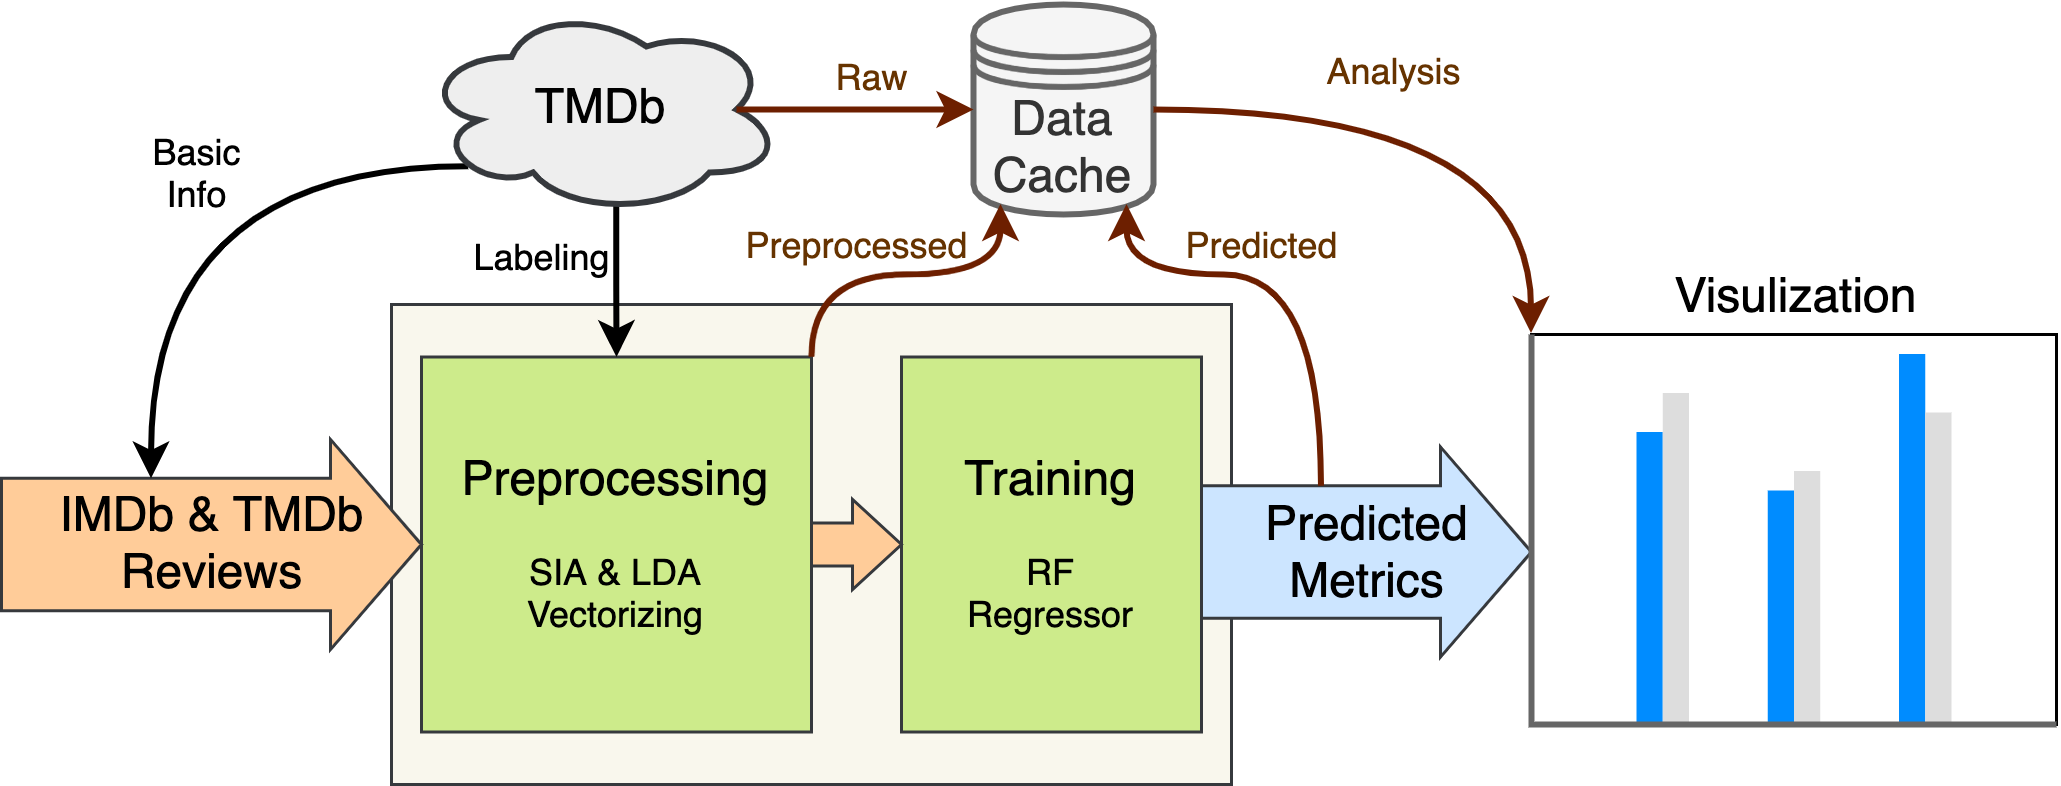 TMDb
Raw
Data
Cache
Analysis
Basic
Info
Labeling
Preprocessed
Predicted
Visulization
IMDb & TMDb
Reviews
Preprocessing
SIA & LDA
Vectorizing
Training
RF
Regressor
Predicted
Metrics